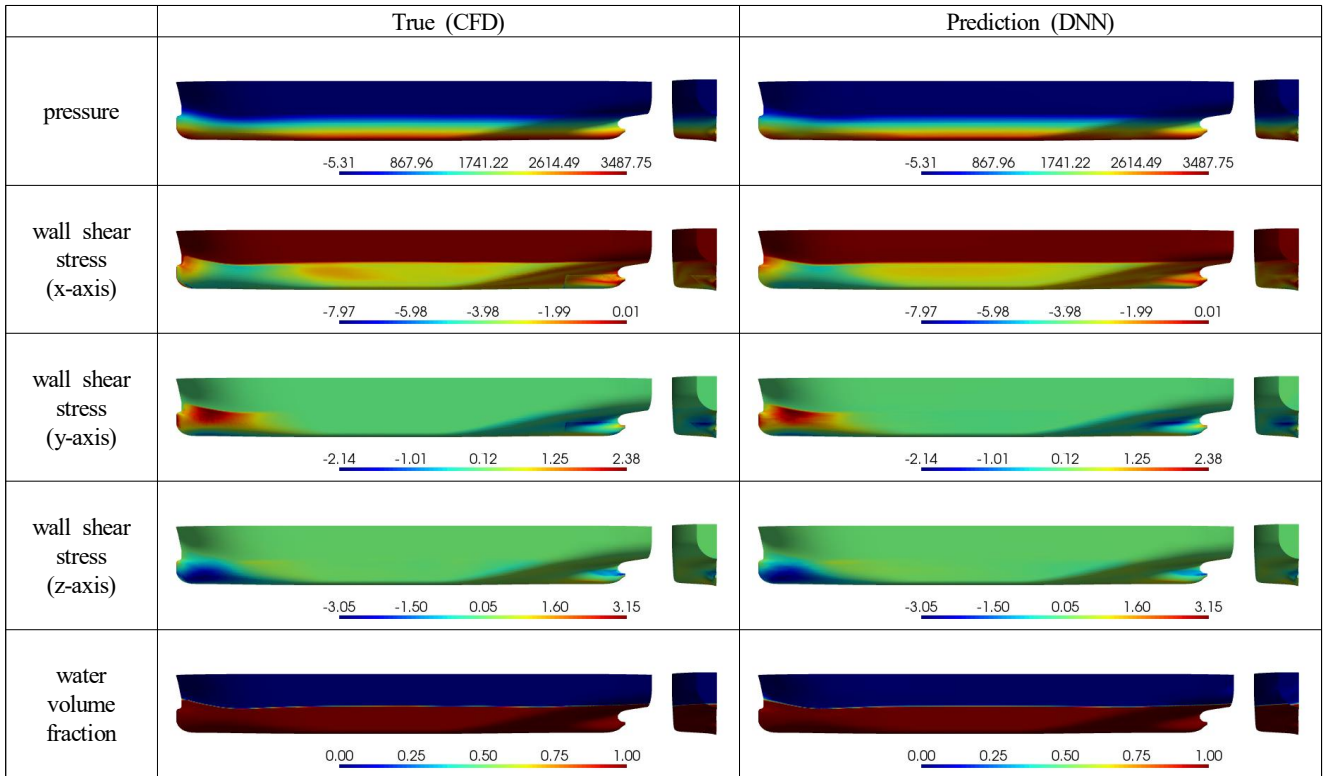 True (CFD) Prediction (DNN)
pressure
-5.31 867.96 1741.22 2614.49 3487.75 -5.31 867.96 1741.22 2614.49 3487.75
wall shear
stress
(x-axis)
-7.97 -5.98 -3.98 -1.99 0.01 -7.97 -5.98 -3.98 -1.99 0.01
wall shear
stress
(y-axis)
-2.14 -1.01 0.12 1.25 2.38 -2.14 -1.01 0.12 1.25 2.38
wall shear
stress
(z-axis)
-3.05 -1.50 0.05 1.60 3.15 -3.05 -1.50 0.05 1.60 3.15
water
volume
fraction
0.00 0.25 0.50 0.75 1.00 0.00 0.25 0.50 0.75 1.00